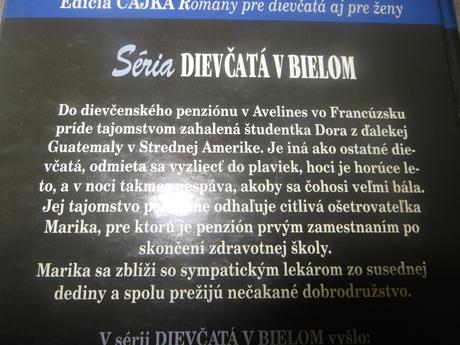 Edícia ČAJKA Romány pre dievčatá aj pre ženy
Séria DIEVČATÁ V BIELOM
Do dievčenského penziónu v Avelines vo Francúzsku
príde tajomstvom zahalená študentka Dora z ďalekej
Guatemaly v Strednej Amerike. Je iná ako ostatné die-
včatá, odmieta sa vyzliecť do plaviek, hoci je horúce le-
to, a v noci takmer nespáva, akoby sa čohosi veľmi bála.
Jej tajomstvo odhaľuje citlivá ošetrovateľka
Marika, pre ktorú je penzión prvým zamestnaním po
skončení zdravotnej školy.
Marika sa zblíži so sympatickým lekárom zo susednej
dediny a spolu prežijú nečakané dobrodružstvo.
V sérii DIEVČATÁ V BIELOM vyšlo: